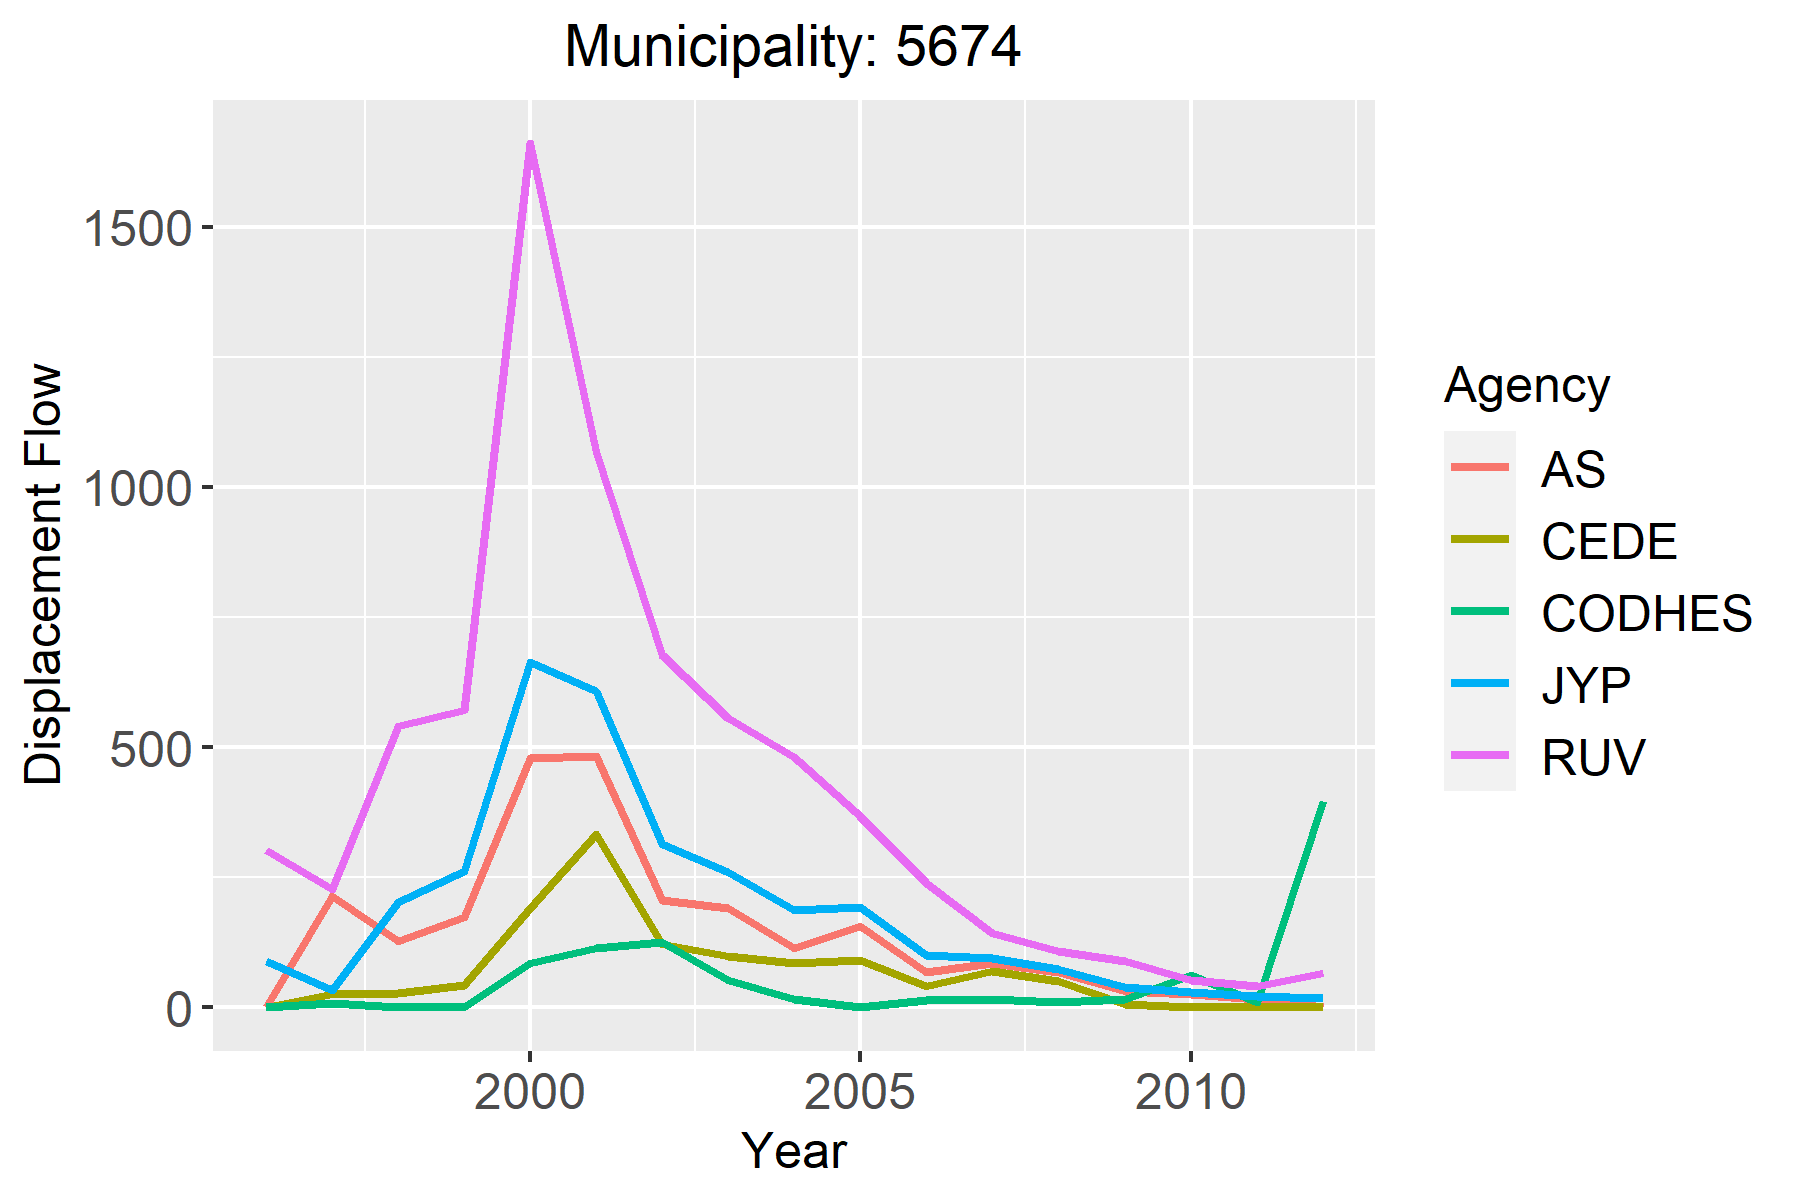 Municipality: 5674
Displacement Flow
1500
1000
500
0
2000
2005
2010
Year
Agency
AS
CEDE
CODHES
JYP
RUV